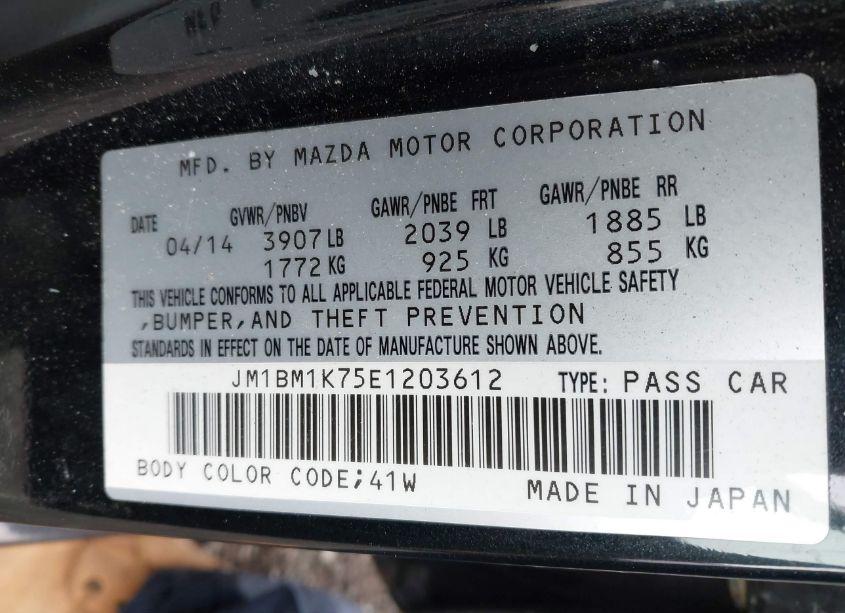 MFD. BY MAZDA MOTOR CORPORATION
DATE GVWR/PNBV GAWR/PNBE FRT GAWR/PNBE RR
04/14 3907 LB 2039 LB 1885 LB
1772 KG 925 KG 855 KG
THIS VEHICLE CONFORMS TO ALL APPLICABLE FEDERAL MOTOR VEHICLE SAFETY
,BUMPER,AND THEFT PREVENTION
STANDARDS IN EFFECT ON THE DATE OF MANUFACTURE SHOWN ABOVE.
JM1BM1K75E1203612 TYPE: PASS CAR
BODY COLOR CODE;41W MADE IN JAPAN